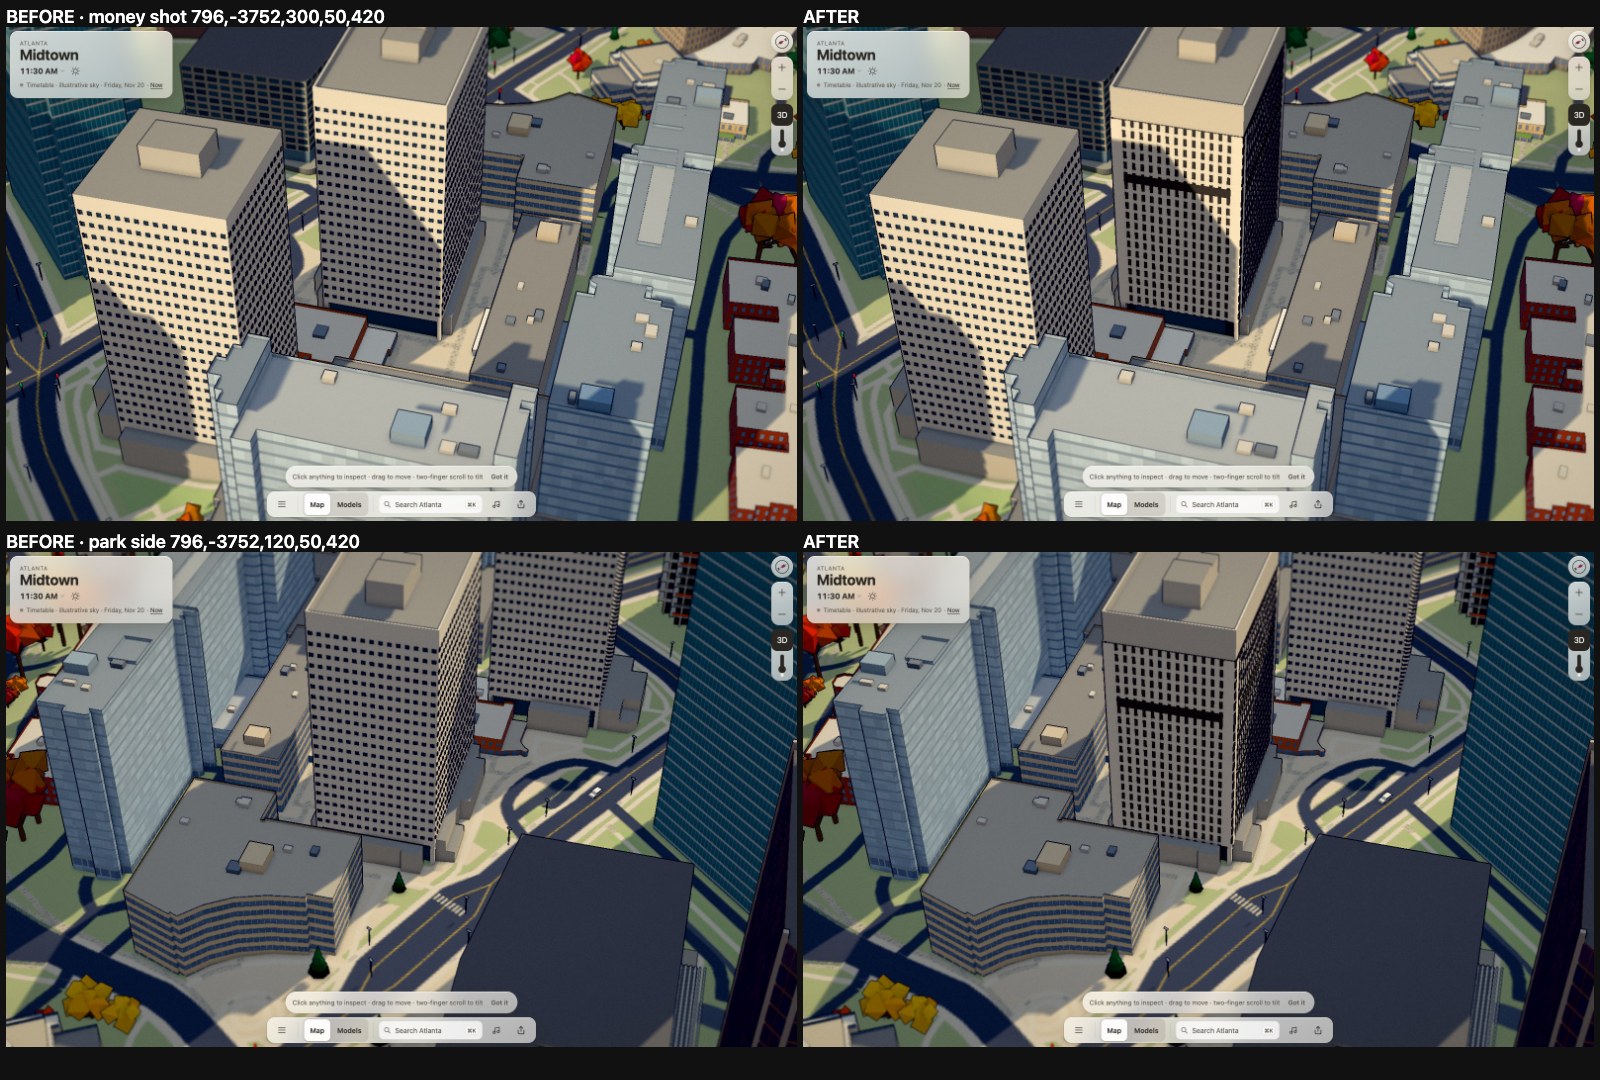 BEFORE · money shot 796,-3752,300,50,420
ATLANTA
Midtown
11:30 AM
Timetable · illustrative sky · Friday, Nov 20 · Now
+
−
3D
Click anything to inspect · drag to move · two-finger scroll to tilt Got it
Map Models Search Atlanta ⌘K
AFTER
ATLANTA
Midtown
11:30 AM
Timetable · illustrative sky · Friday, Nov 20 · Now
+
−
3D
Click anything to inspect · drag to move · two-finger scroll to tilt Got it
Map Models Search Atlanta ⌘K
BEFORE · park side 796,-3752,120,50,420
ATLANTA
Midtown
11:30 AM
Timetable · illustrative sky · Friday, Nov 20 · Now
+
−
3D
Click anything to inspect · drag to move · two-finger scroll to tilt Got it
Map Models Search Atlanta ⌘K
AFTER
ATLANTA
Midtown
11:30 AM
Timetable · illustrative sky · Friday, Nov 20 · Now
+
−
3D
Click anything to inspect · drag to move · two-finger scroll to tilt Got it
Map Models Search Atlanta ⌘K